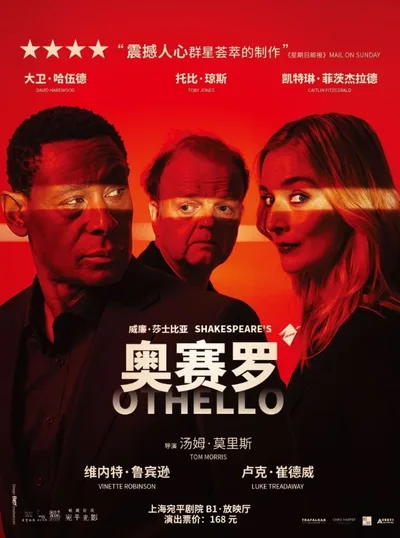 ★★★★ “震撼人心群星荟萃的制作” 《星期日邮报》 MAIL ON SUNDAY
大卫·哈伍德 托比·琼斯 凯特琳·菲茨杰拉德
DAVID HAREWOOD TOBY JONES CAITLIN FITZGERALD
威廉·莎士比亚 SHAKESPEARE'S
奥赛罗
OTHELLO
导演 汤姆·莫里斯
TOM MORRIS
维内特·鲁宾逊 卢克·崔德威
VINETTE ROBINSON LUKE TREADAWAY
上海宛平剧院 B1·放映厅
演出票价：168 元
TRAFALGAR CHRIS HARPER